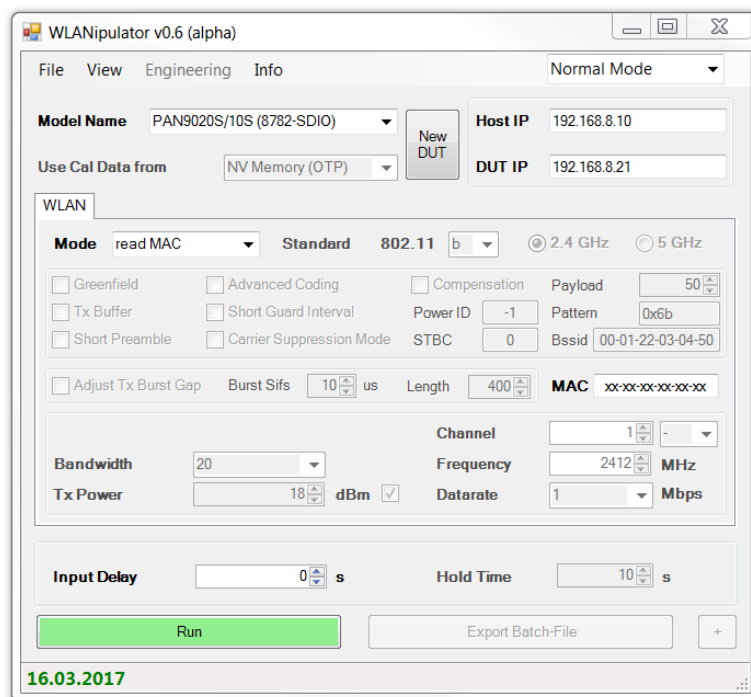 WLANipulator v0.6 (alpha)
File View Engineering Info Normal Mode
Model Name PAN9020S/10S (8782-SDIO) New DUT Host IP 192.168.8.10
Use Cal Data from NV Memory (OTP) DUT IP 192.168.8.21
WLAN
Mode read MAC Standard 802.11 b 2.4 GHz 5 GHz
Greenfield Advanced Coding Compensation Payload 50
Tx Buffer Short Guard Interval Power ID -1 Pattern 0x6b
Short Preamble Carrier Suppression Mode STBC 0 Bssid 00-01-22-03-04-50
Adjust Tx Burst Gap Burst Sifs 10 us Length 400 MAC xx-xx-xx-xx-xx-xx
Channel 1 -
Bandwidth 20 Frequency 2412 MHz
Tx Power 18 dBm Datarate 1 Mbps
Input Delay 0 s Hold Time 10 s
Run Export Batch-File +
16.03.2017